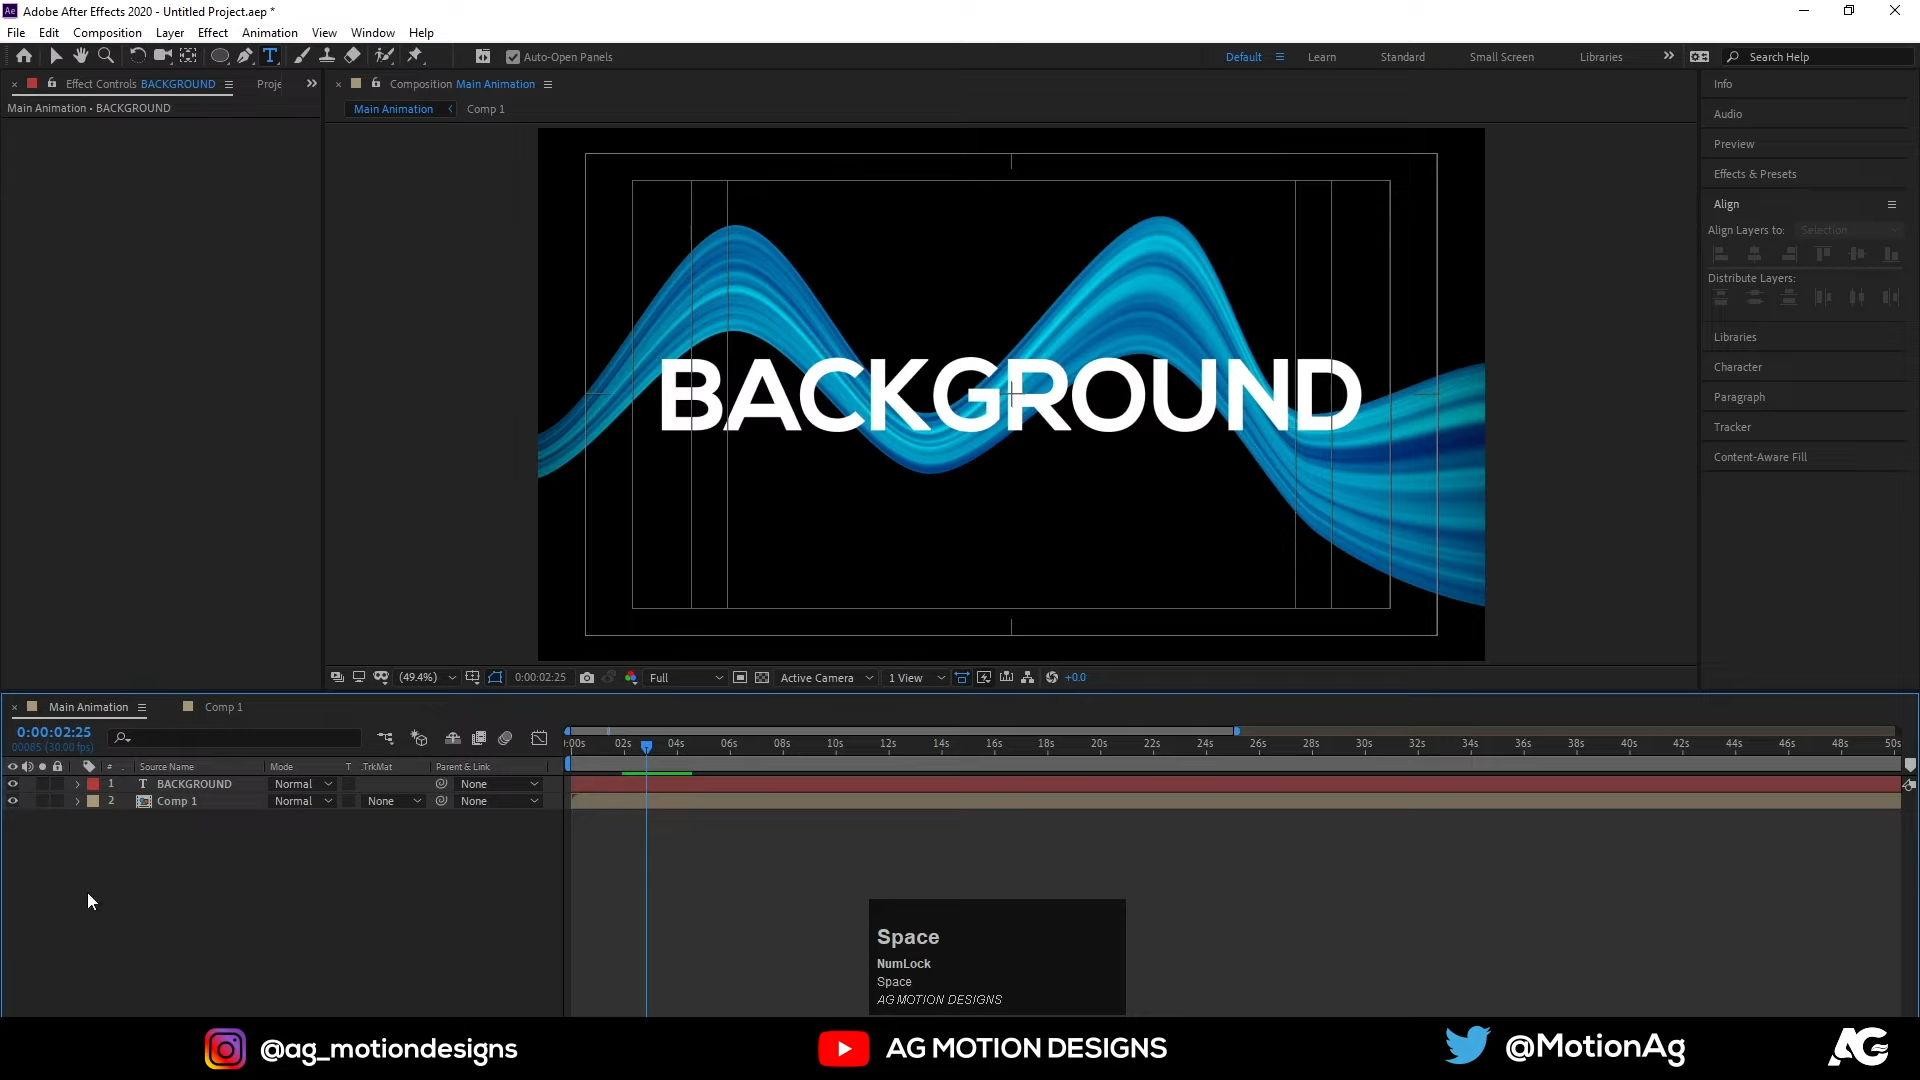 Ae Adobe After Effects 2020 - Untitled Project.aep *
File Edit Composition Layer Effect Animation View Window Help
T Auto-Open Panels Default Learn Standard Small Screen Libraries Search Help
Effect Controls BACKGROUND Proje
Composition Main Animation
Main Animation • BACKGROUND
Main Animation Comp 1
BACKGROUND
Info
Audio
Preview
Effects & Presets
Align
Align Layers to: Selection
Distribute Layers:
Libraries
Character
Paragraph
Tracker
Content-Aware Fill
(49.4%) 0:00:02:25 Full Active Camera 1 View +0.0
Main Animation Comp 1
0:00:02:25
00085 (30.00 fps)
:00s 02s 04s 06s 08s 10s 12s 14s 16s 18s 20s 22s 24s 26s 28s 30s 32s 34s 36s 38s 40s 42s 44s 46s 48s 50s
# Source Name Mode T .TrkMat Parent & Link
1 T BACKGROUND Normal None
2 Comp 1 Normal None None
Space
NumLock
Space
AG MOTION DESIGNS
@ag_motiondesigns AG MOTION DESIGNS @MotionAg AG